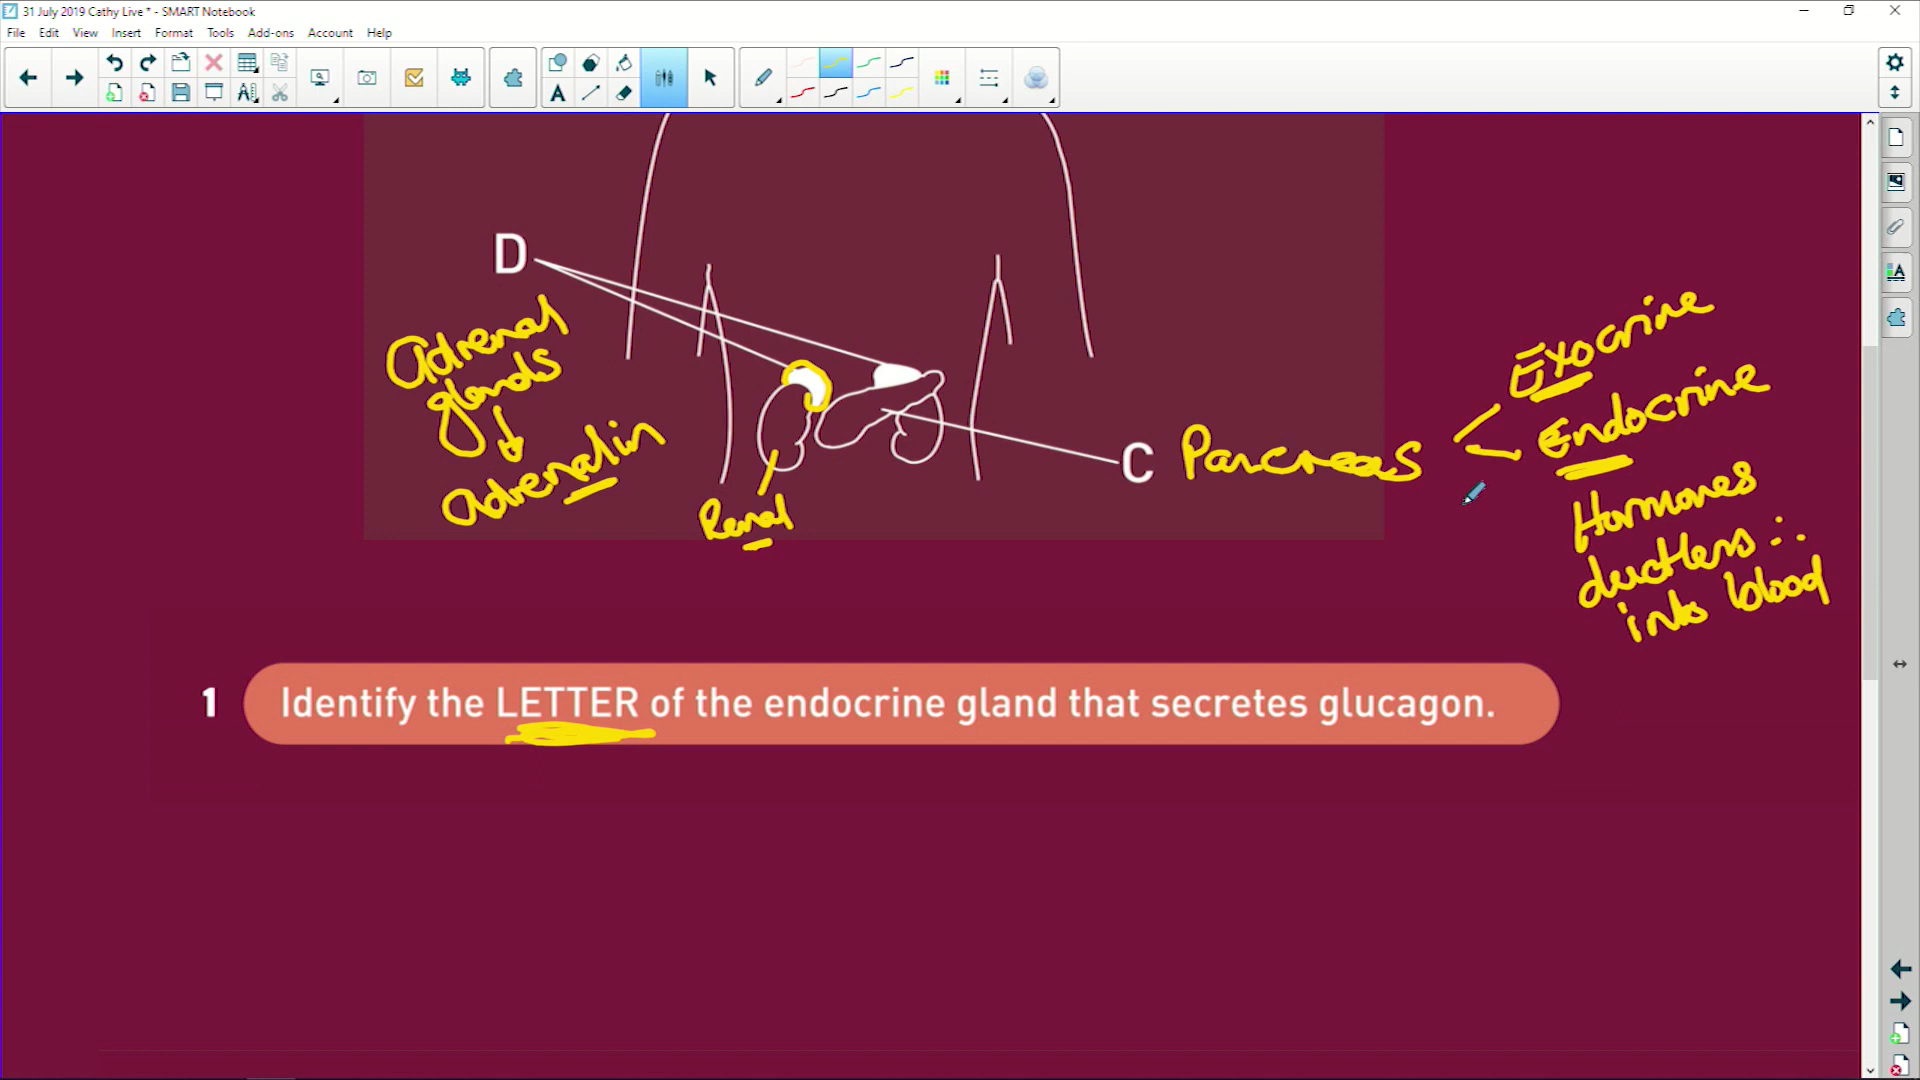 31 July 2019 Cathy Live * - SMART Notebook
File Edit View Insert Format Tools Add-ons Account Help
D
Adrenal
glands
Adrenalin
Renal
C Pancreas
Exocrine
Endocrine
Hormones
ductless ∴
into blood
1 Identify the LETTER of the endocrine gland that secretes glucagon.